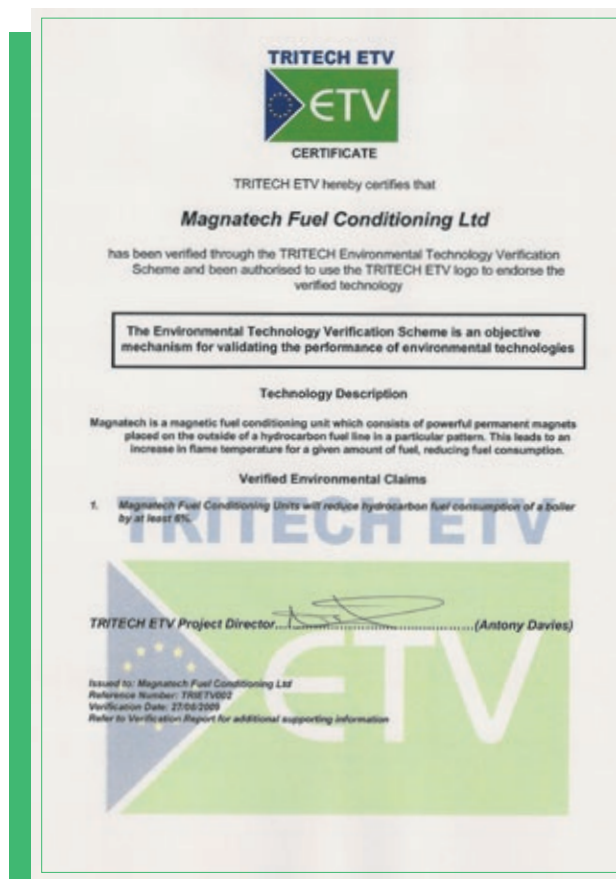 TRITECH ETV
ETV
CERTIFICATE
TRITECH ETV hereby certifies that
Magnatech Fuel Conditioning Ltd
has been verified through the TRITECH Environmental Technology Verification
Scheme and been authorised to use the TRITECH ETV logo to endorse the
verified technology
The Environmental Technology Verification Scheme is an objective
mechanism for validating the performance of environmental technologies
Technology Description
Magnatech is a magnetic fuel conditioning unit which consists of powerful permanent magnets
placed on the outside of a hydrocarbon fuel line in a particular pattern. This leads to an
increase in flame temperature for a given amount of fuel, reducing fuel consumption.
Verified Environmental Claims
1. Magnatech Fuel Conditioning Units will reduce hydrocarbon fuel consumption of a boiler
by at least 6%.
TRITECH ETV
TRITECH ETV Project Director..............................(Antony Davies)
ETV
Issued to: Magnatech Fuel Conditioning Ltd
Reference Number: TRIETV002
Verification Date: 27/08/2009
Refer to Verification Report for additional supporting information